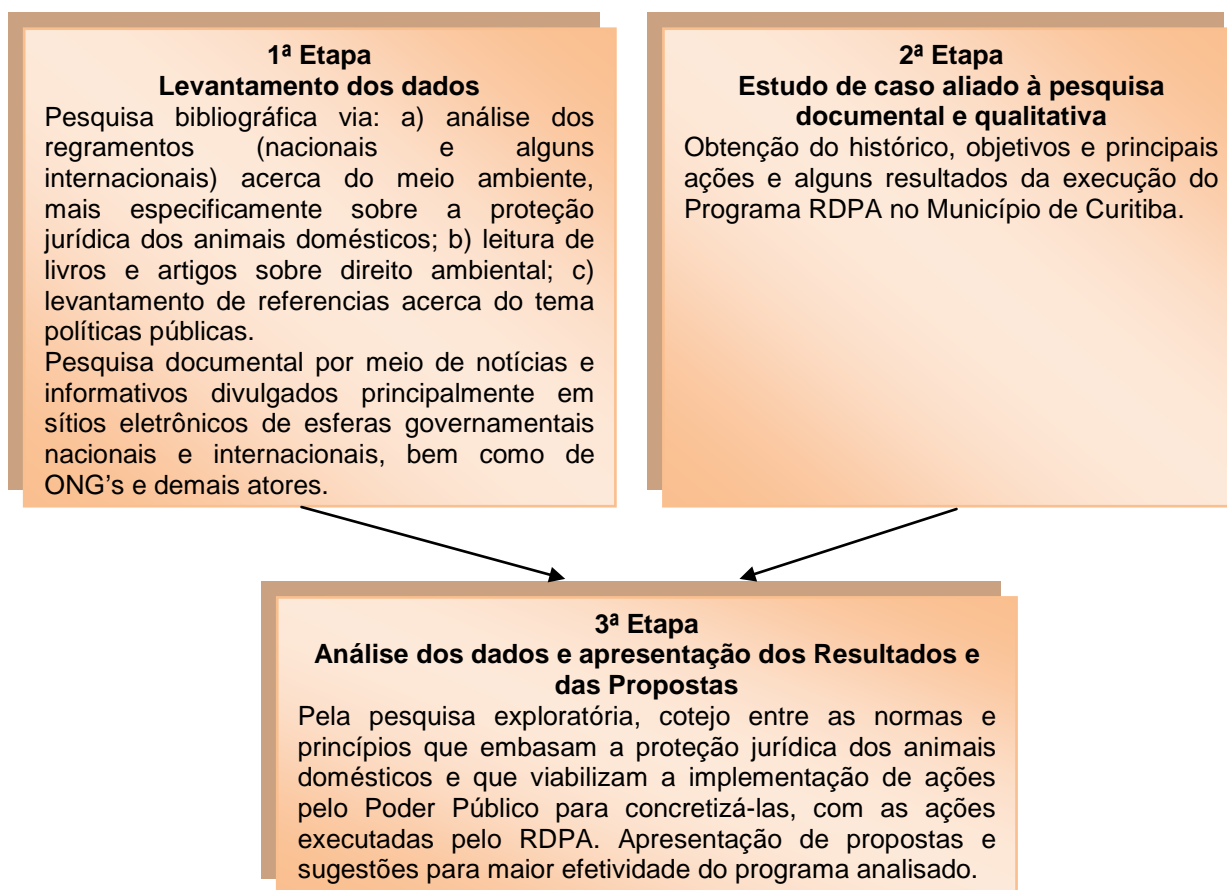 1ª Etapa
Levantamento dos dados
Pesquisa bibliográfica via: a) análise dos
regramentos (nacionais e alguns
internacionais) acerca do meio ambiente,
mais especificamente sobre a proteção
jurídica dos animais domésticos; b) leitura de
livros e artigos sobre direito ambiental; c)
levantamento de referencias acerca do tema
políticas públicas.
Pesquisa documental por meio de notícias e
informativos divulgados principalmente em
sítios eletrônicos de esferas governamentais
nacionais e internacionais, bem como de
ONG's e demais atores.
2ª Etapa
Estudo de caso aliado à pesquisa
documental e qualitativa
Obtenção do histórico, objetivos e principais
ações e alguns resultados da execução do
Programa RDPA no Município de Curitiba.
3ª Etapa
Análise dos dados e apresentação dos Resultados e
das Propostas
Pela pesquisa exploratória, cotejo entre as normas e
princípios que embasam a proteção jurídica dos animais
domésticos e que viabilizam a implementação de ações
pelo Poder Público para concretizá-las, com as ações
executadas pelo RDPA. Apresentação de propostas e
sugestões para maior efetividade do programa analisado.